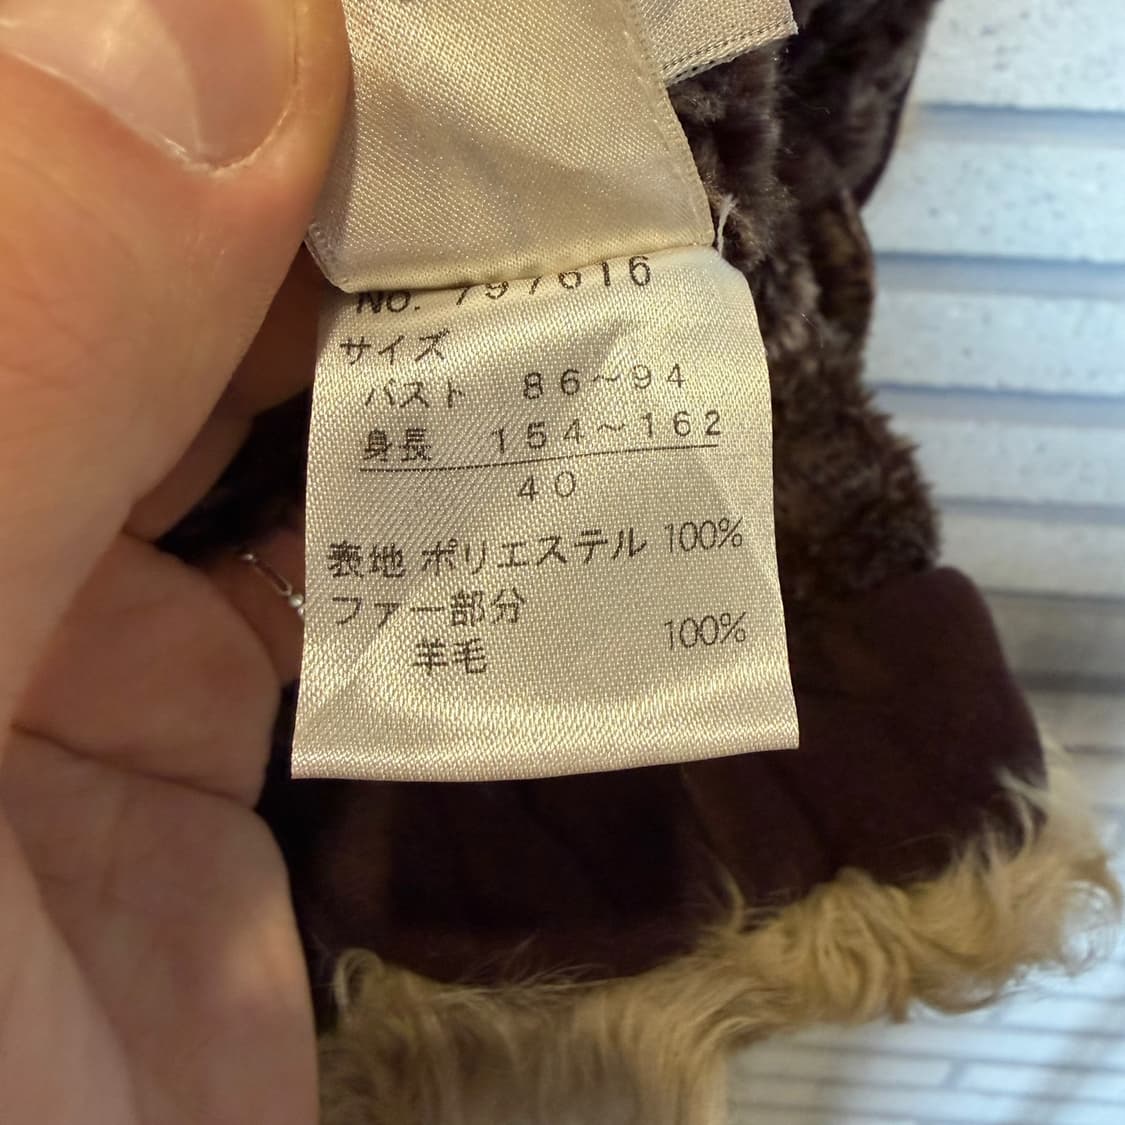 No. 797616
サイズ
バスト 86~94
身長 154~162
40
表地 ポリエステル 100%
ファー部分
羊毛 100%